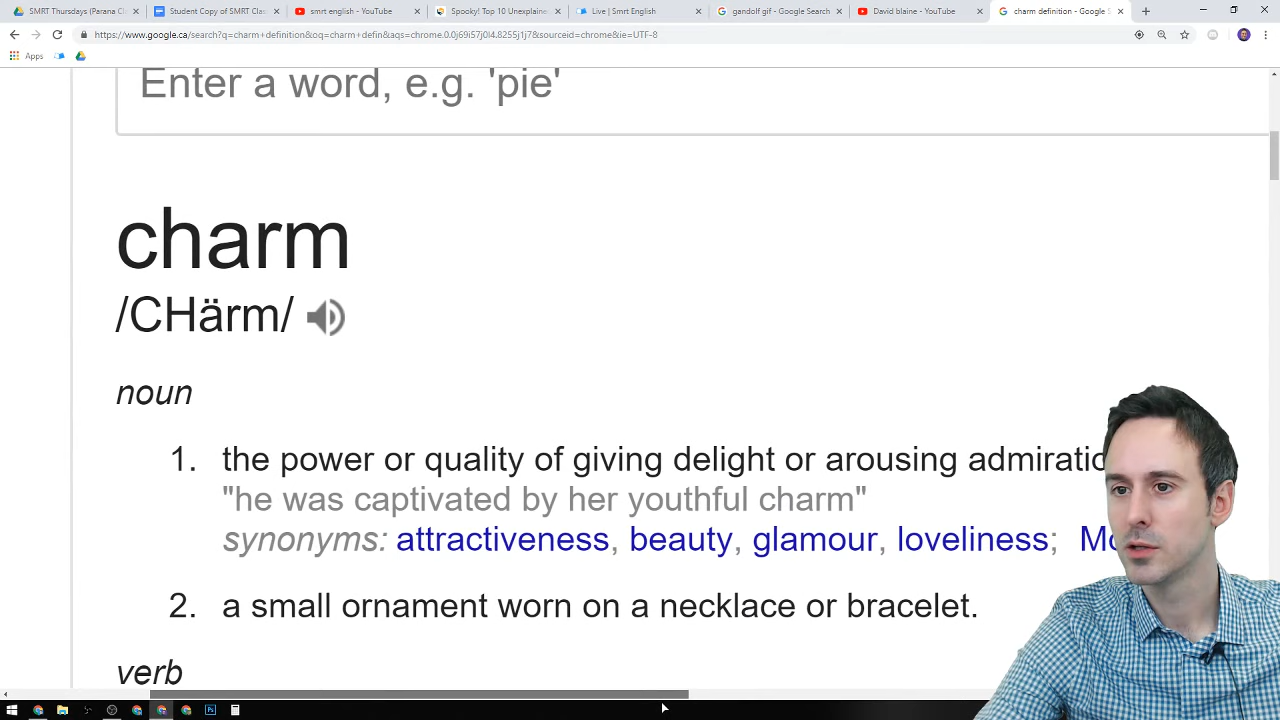 SMRT Thursdays (Parana C
Student Copy of SMRT Clas
smrt english - YouTube
Spooky! Top 10 Unexplaine
Live | Smrt English
gandolf gif - Google Search
David blaine - YouTube
charm definition - Google S
https://www.google.ca/search?q=charm+definition&oq=charm+defin&aqs=chrome.0.0j69i57j0l4.8255j1j7&sourceid=chrome&ie=UTF-8
Apps
Enter a word, e.g. 'pie'
charm
/CHärm/
noun
1. the power or quality of giving delight or arousing admiratio
"he was captivated by her youthful charm"
synonyms: attractiveness, beauty, glamour, loveliness; Mo
2. a small ornament worn on a necklace or bracelet.
verb